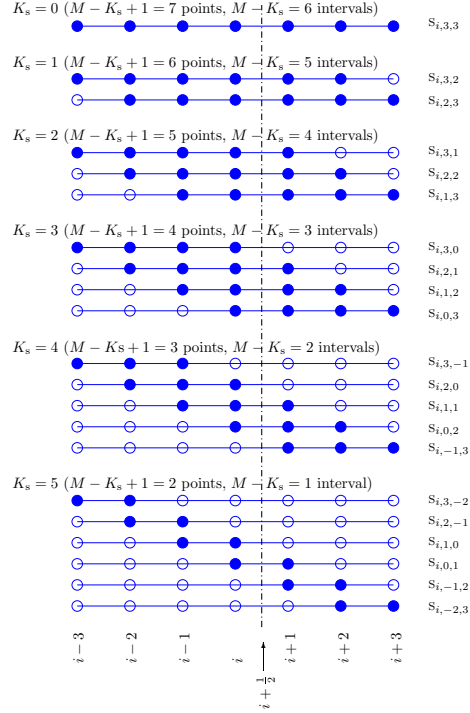 K_s = 0 (M − K_s + 1 = 7 points, M − K_s = 6 intervals)
s_{i,3,3}
K_s = 1 (M − K_s + 1 = 6 points, M − K_s = 5 intervals)
s_{i,3,2}
s_{i,2,3}
K_s = 2 (M − K_s + 1 = 5 points, M − K_s = 4 intervals)
s_{i,3,1}
s_{i,2,2}
s_{i,1,3}
K_s = 3 (M − K_s + 1 = 4 points, M − K_s = 3 intervals)
s_{i,3,0}
s_{i,2,1}
s_{i,1,2}
s_{i,0,3}
K_s = 4 (M − Ks + 1 = 3 points, M − K_s = 2 intervals)
s_{i,3,−1}
s_{i,2,0}
s_{i,1,1}
s_{i,0,2}
s_{i,−1,3}
K_s = 5 (M − K_s + 1 = 2 points, M − K_s = 1 interval)
s_{i,3,−2}
s_{i,2,−1}
s_{i,1,0}
s_{i,0,1}
s_{i,−1,2}
s_{i,−2,3}
i − 3
i − 2
i − 1
i
i + 1/2
i + 1
i + 2
i + 3